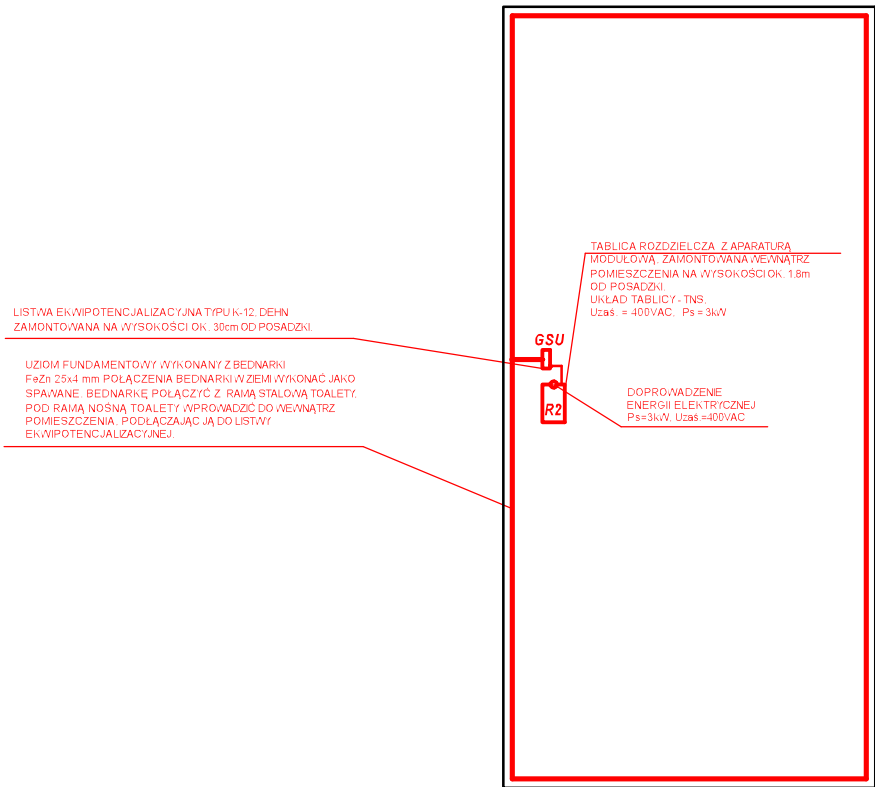 TABLICA ROZDZIELCZA Z APARATURĄ
MODUŁOWĄ, ZAMONTOWANA WEWNĄTRZ
POMIESZCZENIA NA WYSOKOŚCI OK. 1.8m
OD POSADZKI.
UKŁAD TABLICY - TNS.
Uzas. = 400VAC, Ps = 3kW
LISTWA EKWIPOTENCJALIZACYJNA TYPU K-12, DEHN
ZAMONTOWANA NA WYSOKOŚCI OK. 30cm OD POSADZKI.
GSU
UZIOM FUNDAMENTOWY WYKONANY Z BEDNARKI
FeZn 25x4 mm POŁĄCZENIA BEDNARKI W ZIEMI WYKONAĆ JAKO
SPAWANE. BEDNARKĘ POŁĄCZYĆ Z RAMĄ STALOWĄ TOALETY.
POD RAMĄ NOŚNĄ TOALETY WPROWADZIĆ DO WEWNĄTRZ
POMIESZCZENIA, PODŁĄCZAJĄC JĄ DO LISTWY
EKWIPOTENCJALIZACYJNEJ.
R2
DOPROWADZENIE
ENERGII ELEKTRYCZNEJ
Ps=3kW, Uzas.=400VAC